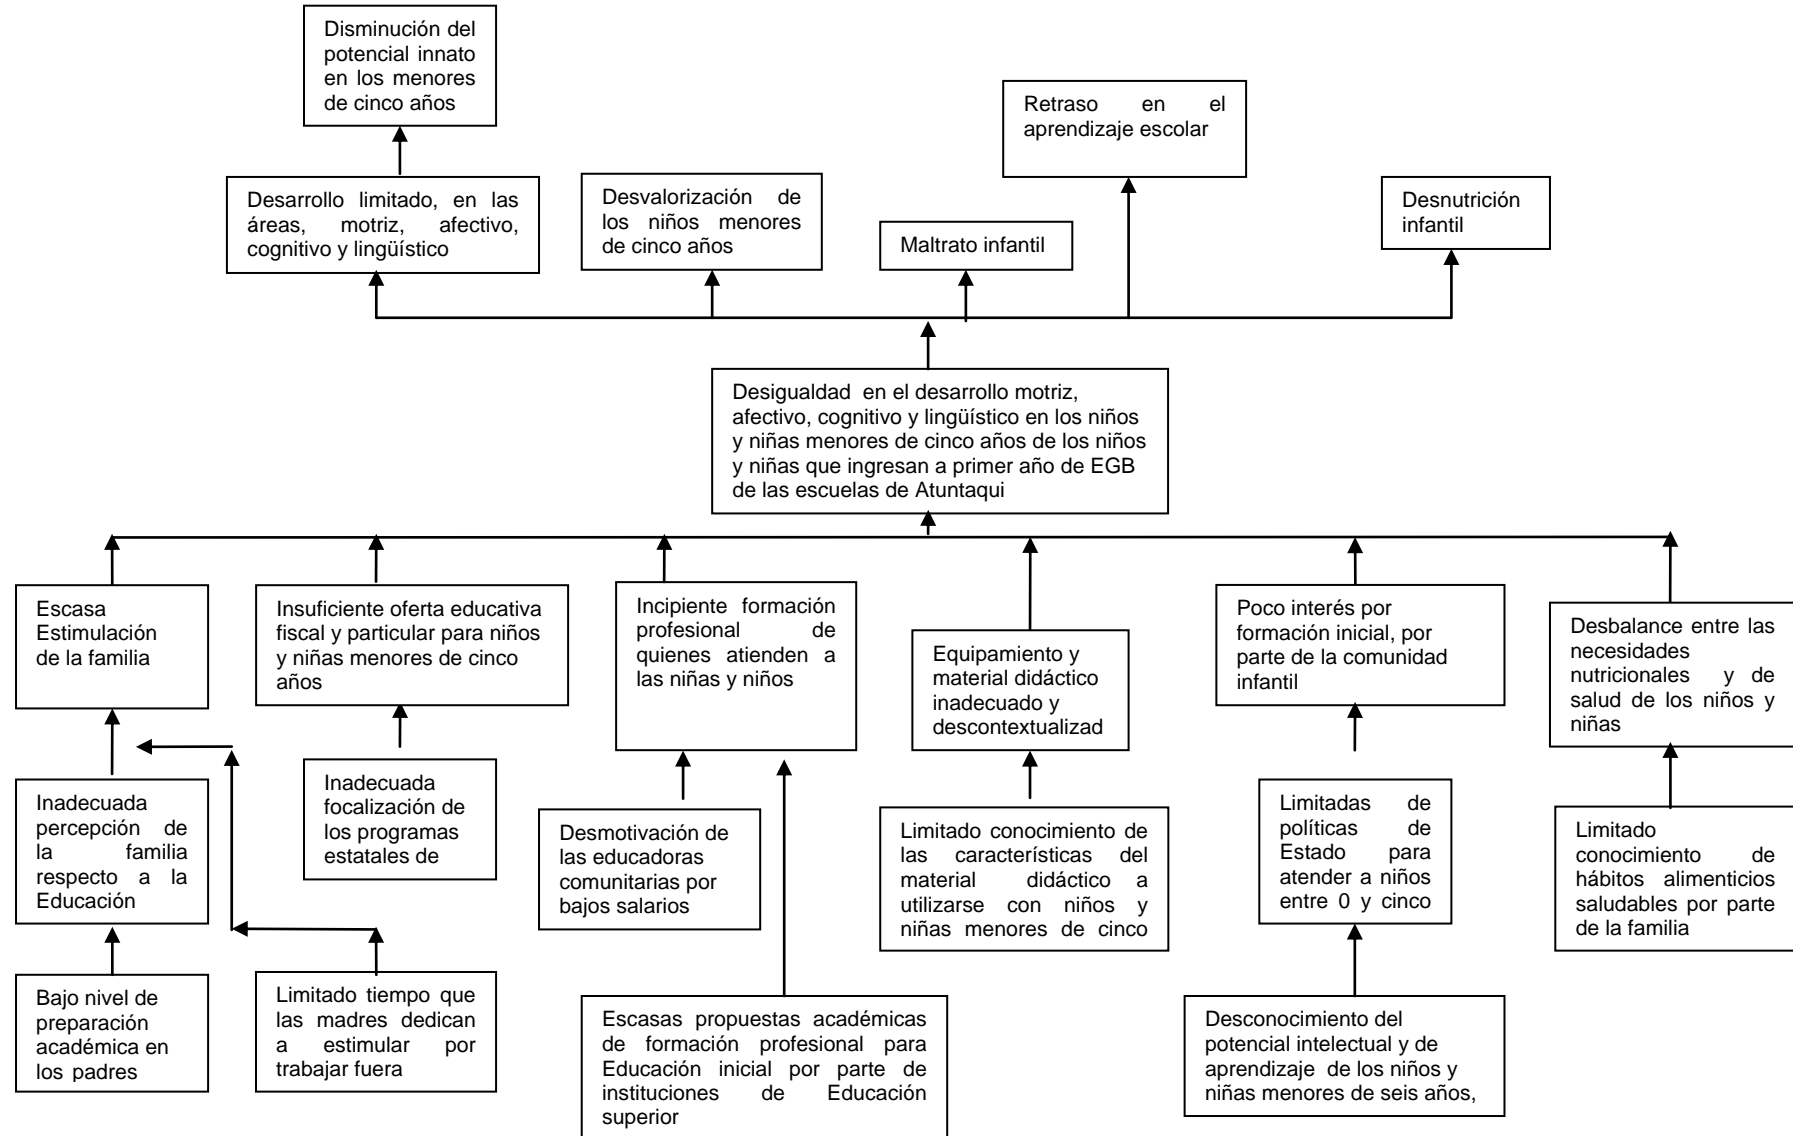 Disminución del
potencial innato
en los menores
de cinco años
Retraso en el
aprendizaje escolar
Desarrollo limitado, en las
áreas, motriz, afectivo,
cognitivo y lingüístico
Desvalorización de
los niños menores
de cinco años
Maltrato infantil
Desnutrición
infantil
Desigualdad en el desarrollo motriz,
afectivo, cognitivo y lingüístico en los niños
y niñas menores de cinco años de los niños
y niñas que ingresan a primer año de EGB
de las escuelas de Atuntaqui
Escasa
Estimulación
de la familia
Insuficiente oferta educativa
fiscal y particular para niños
y niñas menores de cinco
años
Incipiente formación
profesional de
quienes atienden a
las niñas y niños
Equipamiento y
material didáctico
inadecuado y
descontextualizad
Poco interés por
formación inicial, por
parte de la comunidad
infantil
Desbalance entre las
necesidades
nutricionales y de
salud de los niños y
niñas
Inadecuada
percepción de
la familia
respecto a la
Educación
Inadecuada
focalización de
los programas
estatales de
Desmotivación de
las educadoras
comunitarias por
bajos salarios
Limitado conocimiento de
las características del
material didáctico a
utilizarse con niños y
niñas menores de cinco
Limitadas de
políticas de
Estado para
atender a niños
entre 0 y cinco
Limitado
conocimiento de
hábitos alimenticios
saludables por parte
de la familia
Bajo nivel de
preparación
académica en
los padres
Limitado tiempo que
las madres dedican
a estimular por
trabajar fuera
Escasas propuestas académicas
de formación profesional para
Educación inicial por parte de
instituciones de Educación
superior
Desconocimiento del
potencial intelectual y de
aprendizaje de los niños y
niñas menores de seis años,